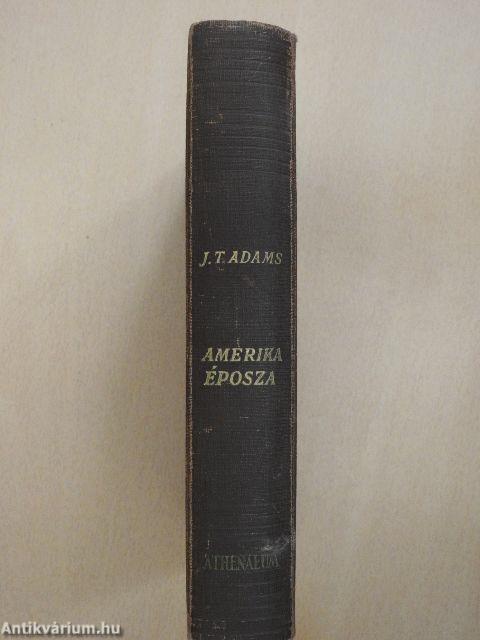 J. T. ADAMS
AMERIKA
ÉPOSZA
ATHENAEUM
Antikvárium.hu